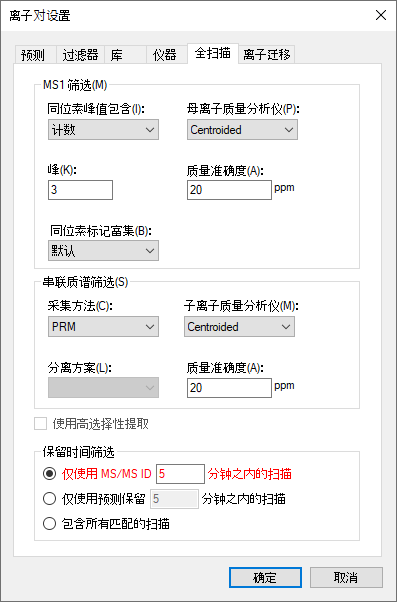 离子对设置
预测 过滤器 库 仪器 全扫描 离子迁移
MS1 筛选(M)
同位素峰值包含(I): 母离子质量分析仪(P):
计数 Centroided
峰(K): 质量准确度(A):
3 20 ppm
同位素标记富集(B):
默认
串联质谱筛选(S)
采集方法(C): 子离子质量分析仪(M):
PRM Centroided
分离方案(L): 质量准确度(A):
20 ppm
使用高选择性提取
保留时间筛选
仅使用 MS/MS ID 5 分钟之内的扫描
仅使用预测保留 5 分钟之内的扫描
包含所有匹配的扫描
确定 取消